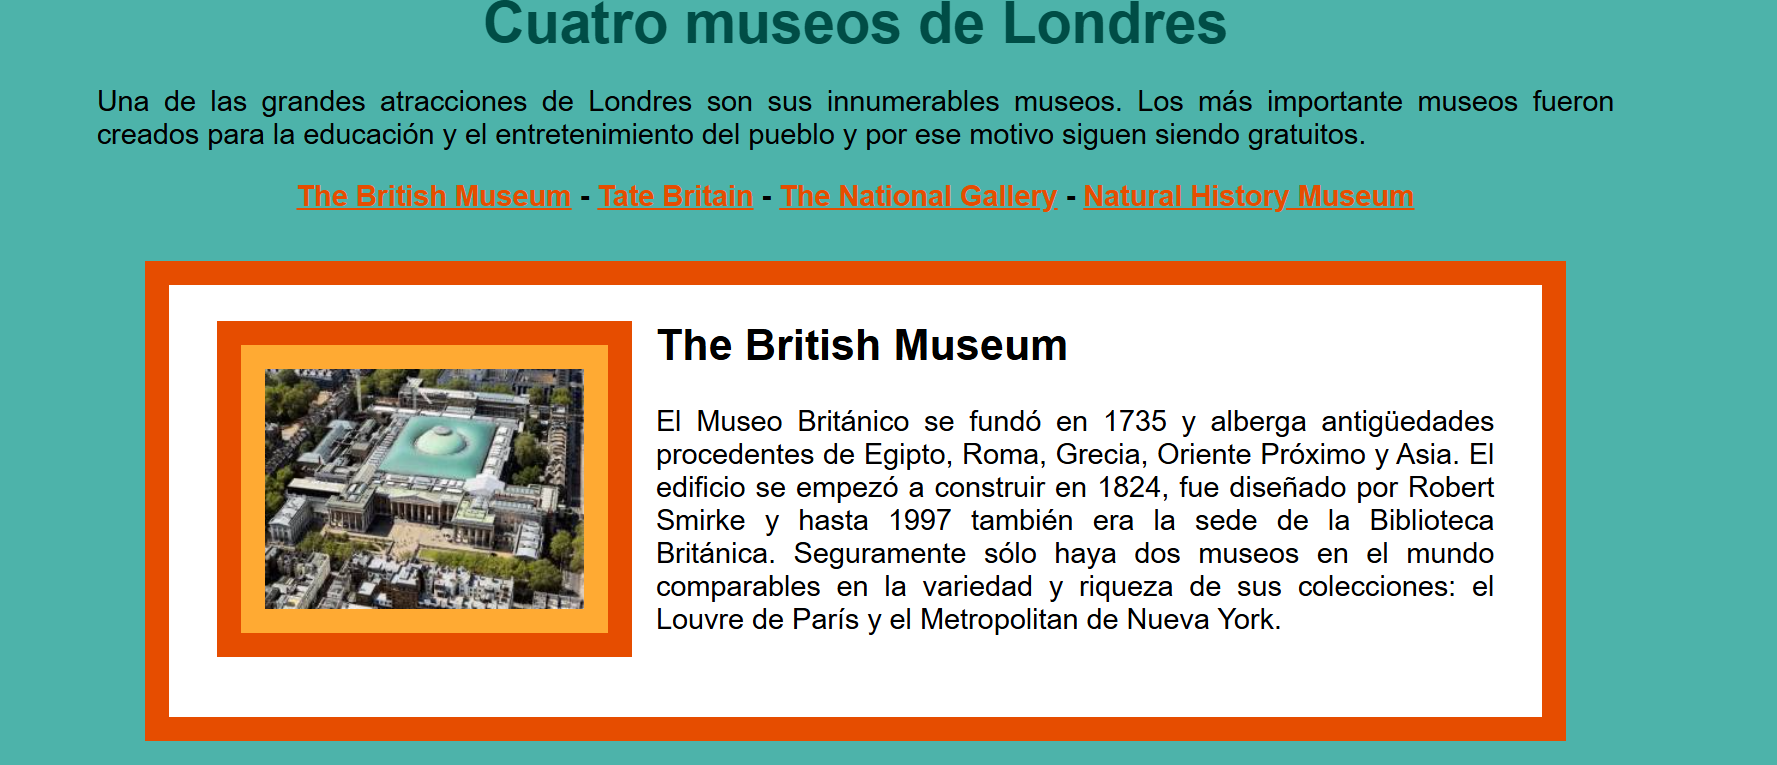 Cuatro museos de Londres
Una de las grandes atracciones de Londres son sus innumerables museos. Los más importante museos fueron
creados para la educación y el entretenimiento del pueblo y por ese motivo siguen siendo gratuitos.
The British Museum - Tate Britain - The National Gallery - Natural History Museum
The British Museum
El Museo Británico se fundó en 1735 y alberga antigüedades
procedentes de Egipto, Roma, Grecia, Oriente Próximo y Asia. El
edificio se empezó a construir en 1824, fue diseñado por Robert
Smirke y hasta 1997 también era la sede de la Biblioteca
Británica. Seguramente sólo haya dos museos en el mundo
comparables en la variedad y riqueza de sus colecciones: el
Louvre de París y el Metropolitan de Nueva York.